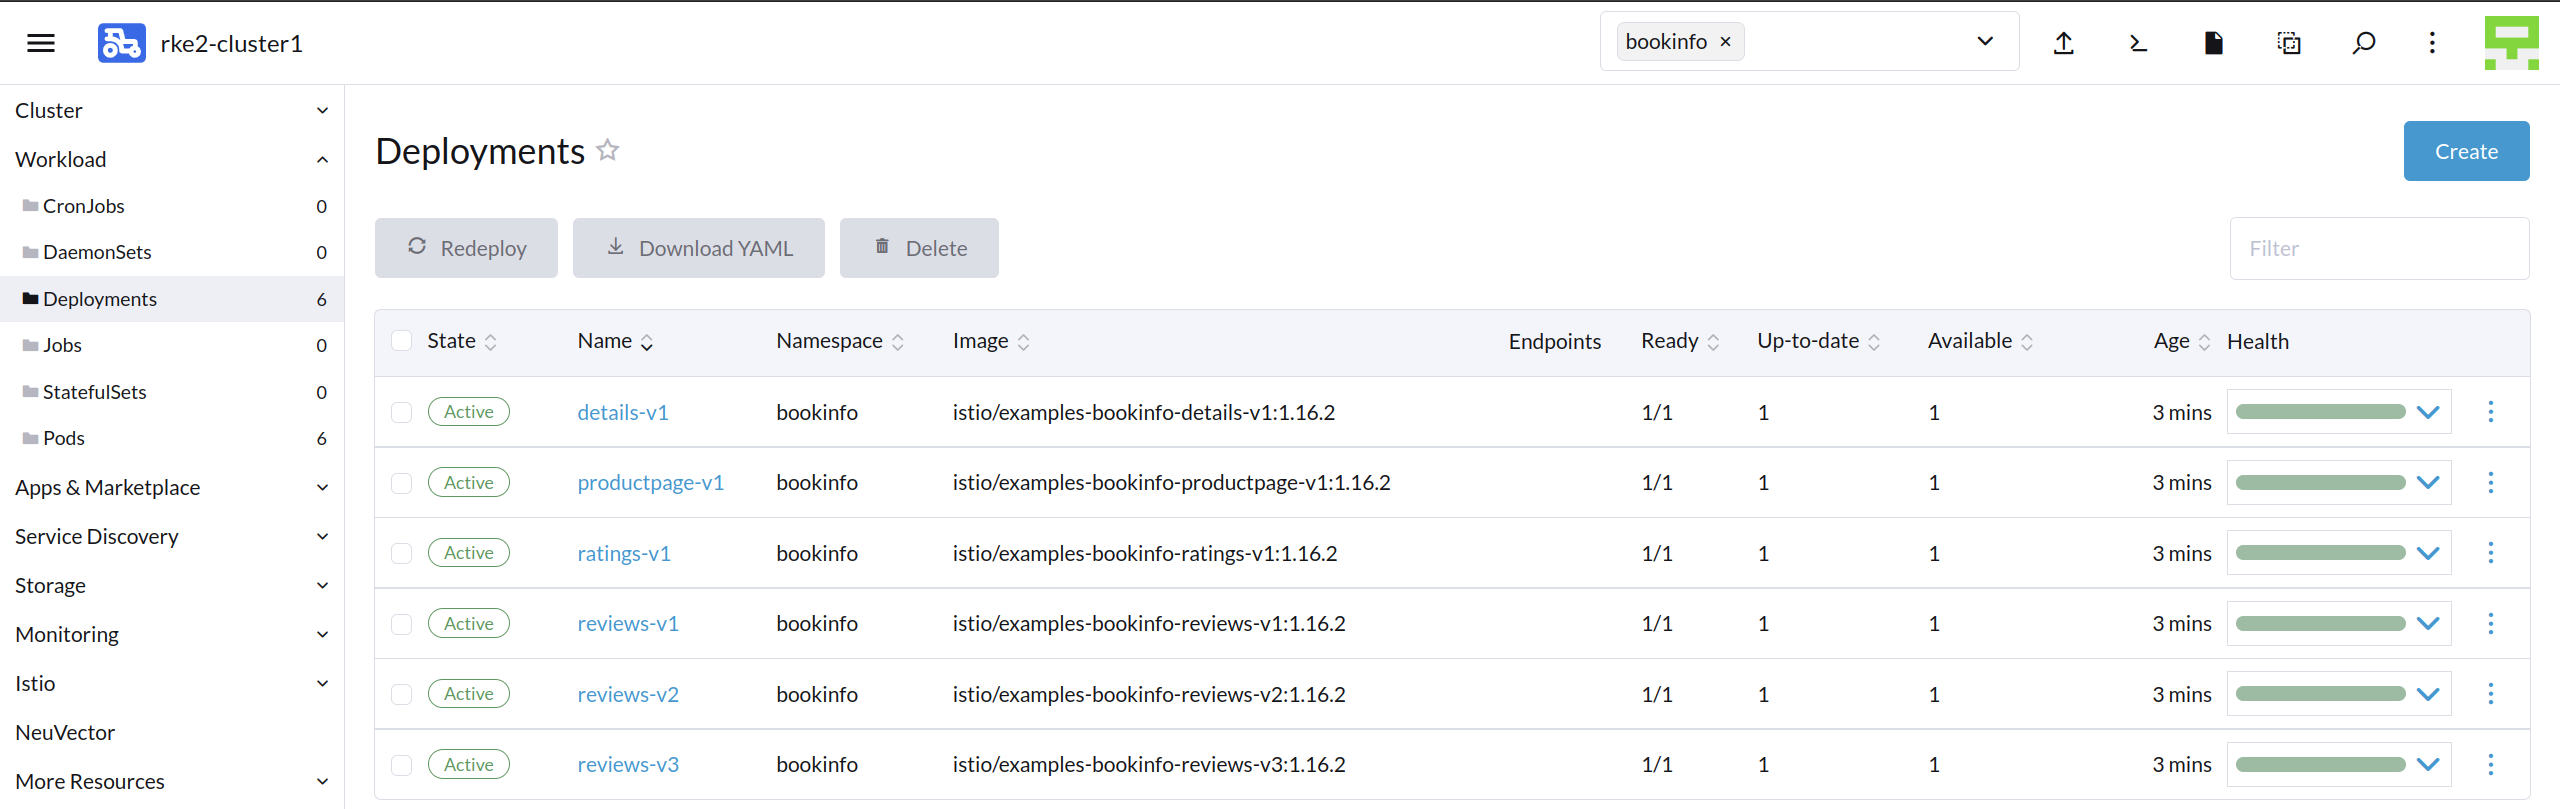 rke2-cluster1
bookinfo ×
Cluster
Workload
CronJobs 0
DaemonSets 0
Deployments 6
Jobs 0
StatefulSets 0
Pods 6
Apps & Marketplace
Service Discovery
Storage
Monitoring
Istio
NeuVector
More Resources
Deployments
Create
Redeploy Download YAML Delete
Filter
State Name Namespace Image Endpoints Ready Up-to-date Available Age Health
Active details-v1 bookinfo istio/examples-bookinfo-details-v1:1.16.2 1/1 1 1 3 mins
Active productpage-v1 bookinfo istio/examples-bookinfo-productpage-v1:1.16.2 1/1 1 1 3 mins
Active ratings-v1 bookinfo istio/examples-bookinfo-ratings-v1:1.16.2 1/1 1 1 3 mins
Active reviews-v1 bookinfo istio/examples-bookinfo-reviews-v1:1.16.2 1/1 1 1 3 mins
Active reviews-v2 bookinfo istio/examples-bookinfo-reviews-v2:1.16.2 1/1 1 1 3 mins
Active reviews-v3 bookinfo istio/examples-bookinfo-reviews-v3:1.16.2 1/1 1 1 3 mins